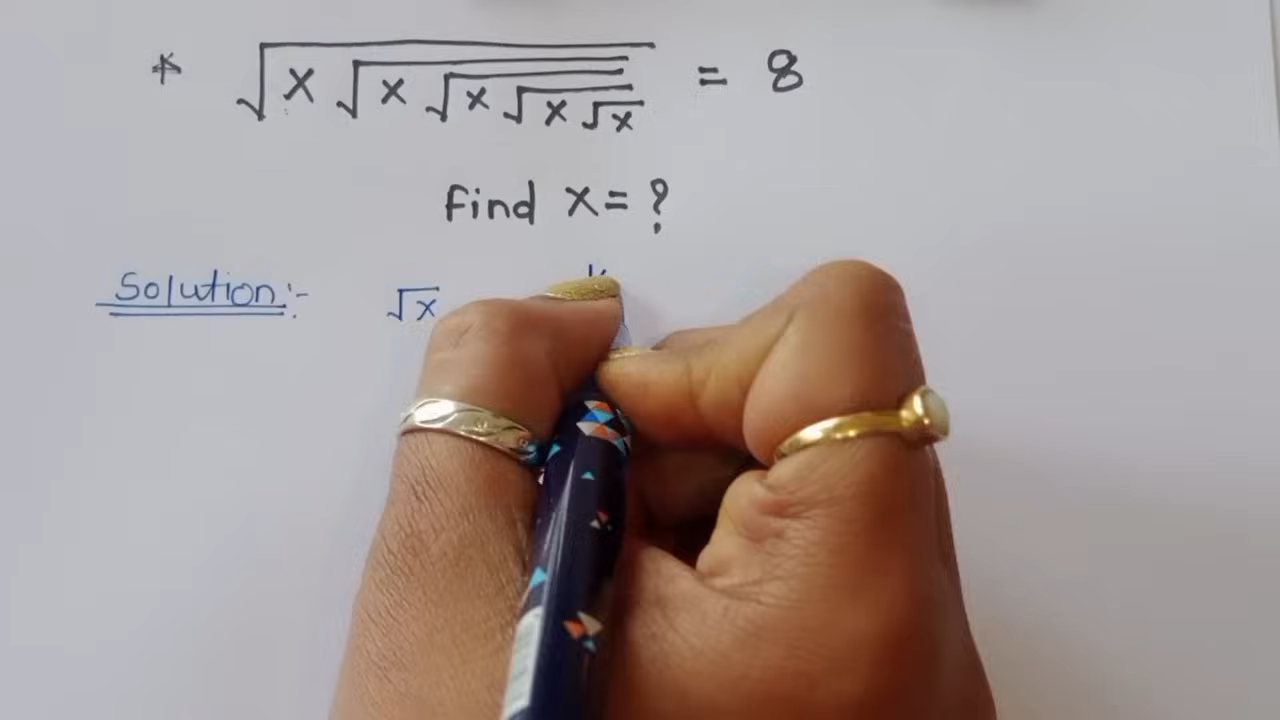 * √(x√(x√(x√(x√x)))) = 8
find x = ?
Solution :- √x